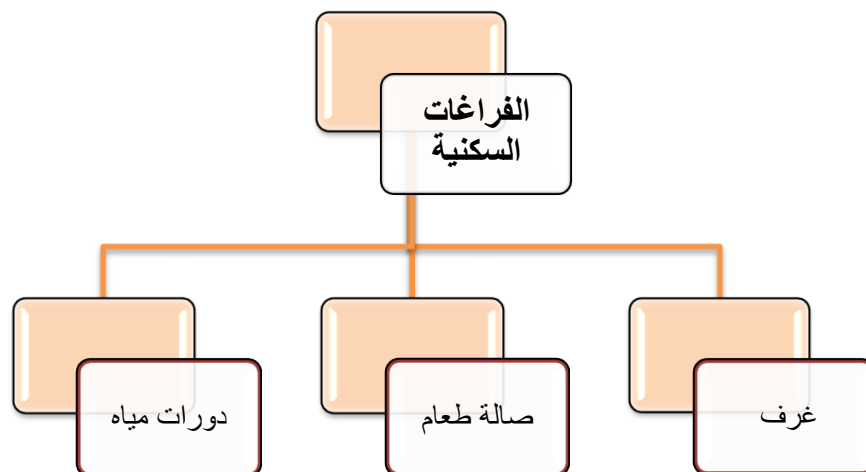 الفراغات
السكنية
غرف
صالة طعام
دورات مياه